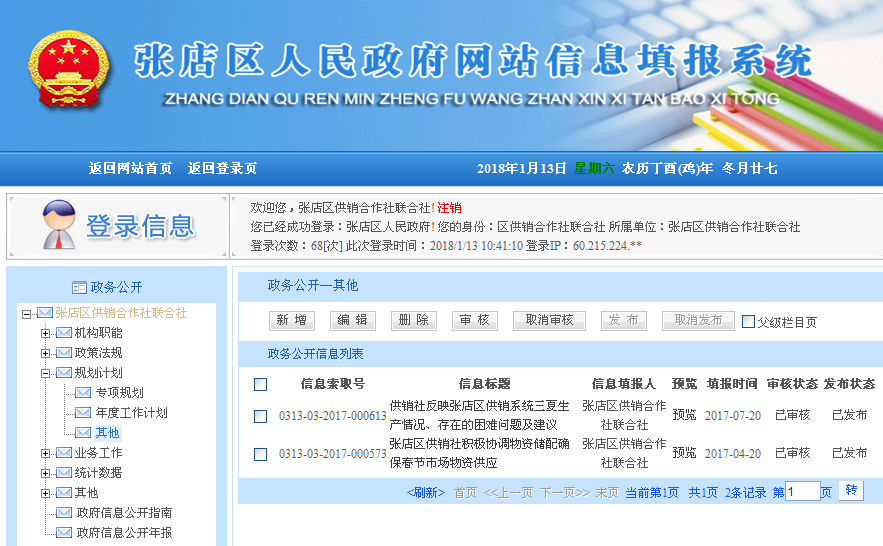 张店区人民政府网站信息填报系统
ZHANG DIAN QU REN MIN ZHENG FU WANG ZHAN XIN XI TAN BAO XI TONG
返回网站首页 返回登录页 2018年1月13日 星期六 农历丁酉(鸡)年 冬月廿七
登录信息
欢迎您，张店区供销合作社联合社! 注销
您已经成功登录：张店区人民政府! 您的身份：区供销合作社联合社 所属单位：张店区供销合作社联合社
登录次数：68[次] 此次登录时间：2018/1/13 10:41:10 登录IP：60.215.224.**
政务公开
张店区供销合作社联合社
机构职能
政策法规
规划计划
专项规划
年度工作计划
其他
业务工作
统计数据
其他
政府信息公开指南
政府信息公开年报
政务公开—其他
新 增 编 辑 删 除 审 核 取消审核 发 布 取消发布 父级栏目页
政务公开信息列表
信息索取号 信息标题 信息填报人 预览 填报时间 审核状态 发布状态
0313-03-2017-000613 供销社反映张店区供销系统三夏生产情况、存在的困难问题及建议 张店区供销合作社联合社 预览 2017-07-20 已审核 已发布
0313-03-2017-000573 张店区供销社积极协调物资储配确保春节市场物资供应 张店区供销合作社联合社 预览 2017-04-20 已审核 已发布
<刷新> 首页 <<上一页 下一页>> 末页 当前第1页 共1页 2条记录 第1页 转